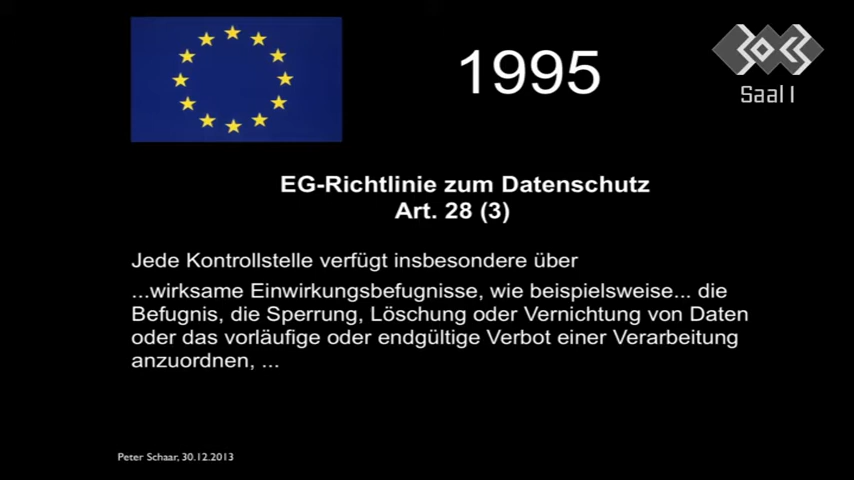 1995
30C3
Saal 1
EG-Richtlinie zum Datenschutz
Art. 28 (3)
Jede Kontrollstelle verfügt insbesondere über
...wirksame Einwirkungsbefugnisse, wie beispielsweise... die
Befugnis, die Sperrung, Löschung oder Vernichtung von Daten
oder das vorläufige oder endgültige Verbot einer Verarbeitung
anzuordnen, ...
Peter Schaar, 30.12.2013